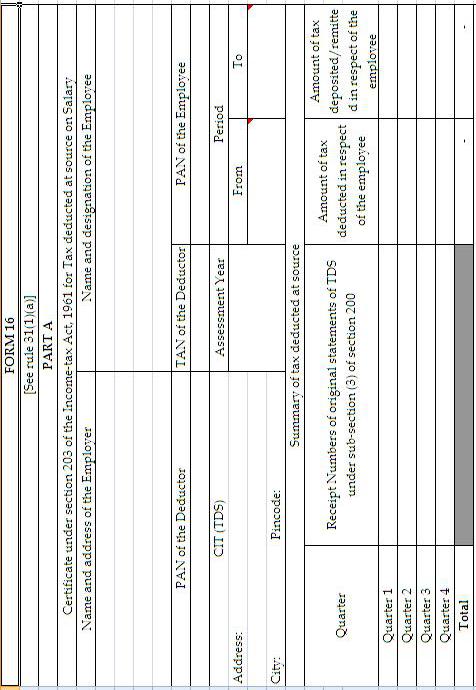 FORM 16
[See rule 31(1)(a)]
PART A
Certificate under section 203 of the Income-tax Act, 1961 for Tax deducted at source on Salary
Name and address of the Employer
Name and designation of the Employee
PAN of the Deductor
TAN of the Deductor
PAN of the Employee
CIT (TDS)
Assessment Year
Period
Address:
From
To
City:
Pincode:
Summary of tax deducted at source
Quarter
Receipt Numbers of original statements of TDS
under sub-section (3) of section 200
Amount of tax
deducted in respect
of the employee
Amount of tax
deposited/remitte
d in respect of the
employee
Quarter 1
Quarter 2
Quarter 3
Quarter 4
Total
-
-